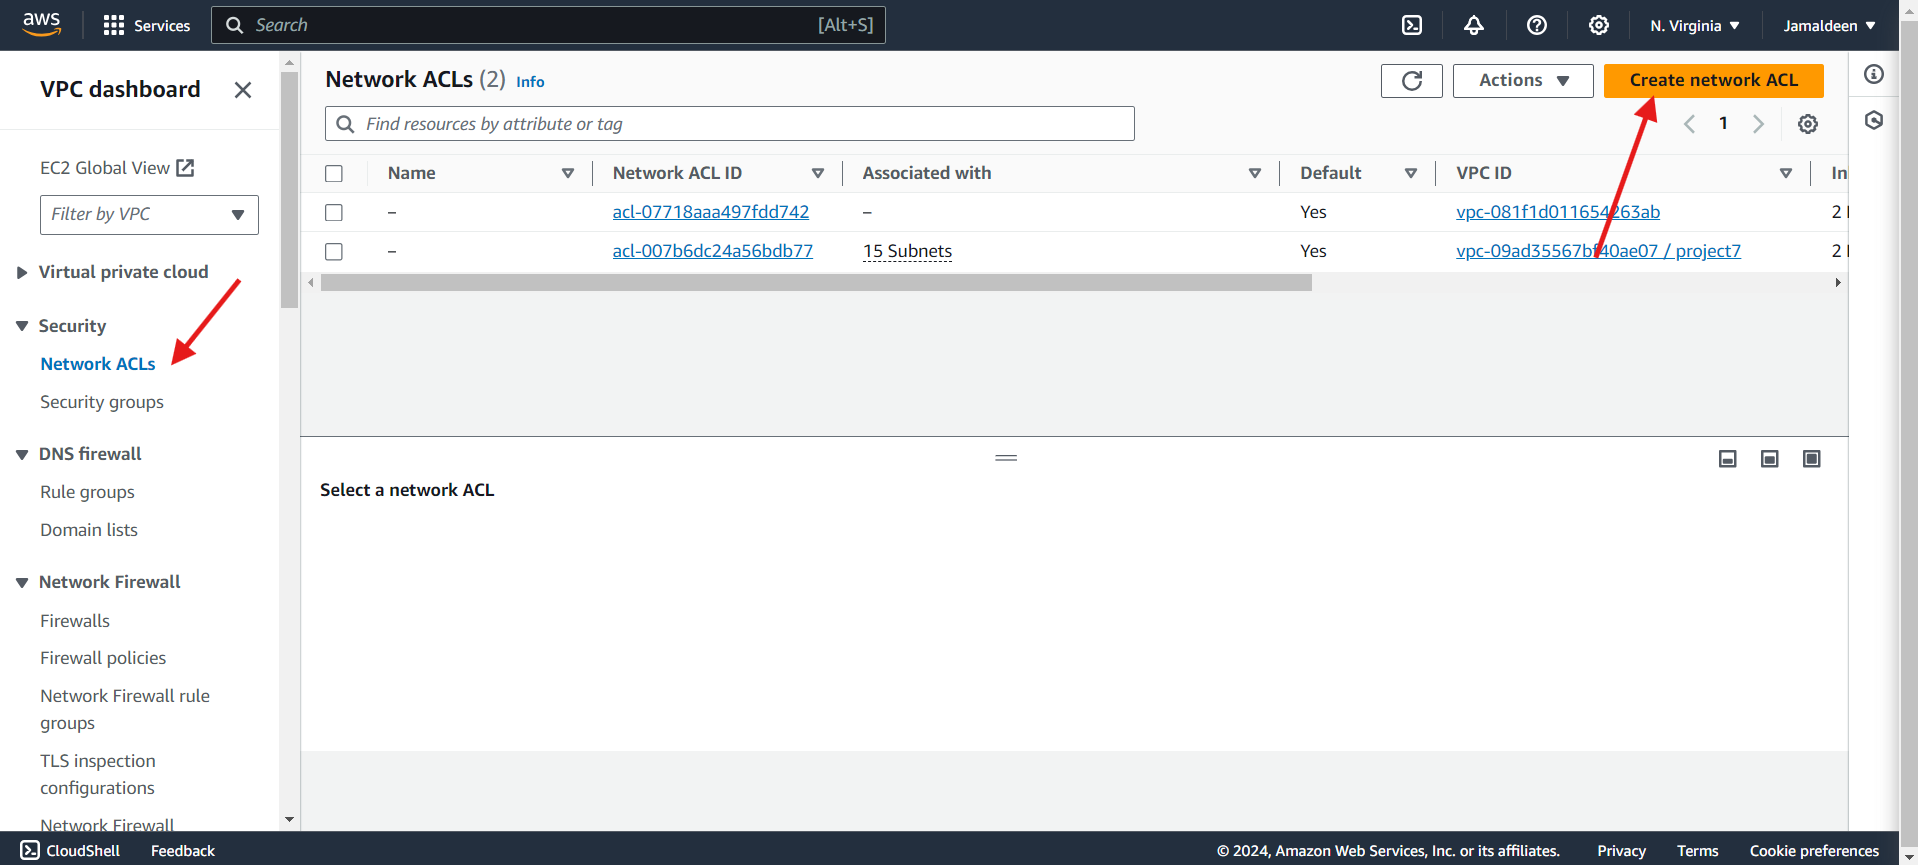 aws
Services
Search
[Alt+S]
N. Virginia
Jamaldeen
VPC dashboard
EC2 Global View
Filter by VPC
Virtual private cloud
Security
Network ACLs
Security groups
DNS firewall
Rule groups
Domain lists
Network Firewall
Firewalls
Firewall policies
Network Firewall rule
groups
TLS inspection
configurations
Network Firewall
Network ACLs (2) Info
Actions
Create network ACL
Find resources by attribute or tag
1
Name Network ACL ID Associated with Default VPC ID In
– acl-07718aaa497fdd742 – Yes vpc-081f1d011654263ab 2
– acl-007b6dc24a56bdb77 15 Subnets Yes vpc-09ad35567bf40ae07 / project7 2
Select a network ACL
CloudShell Feedback © 2024, Amazon Web Services, Inc. or its affiliates. Privacy Terms Cookie preferences